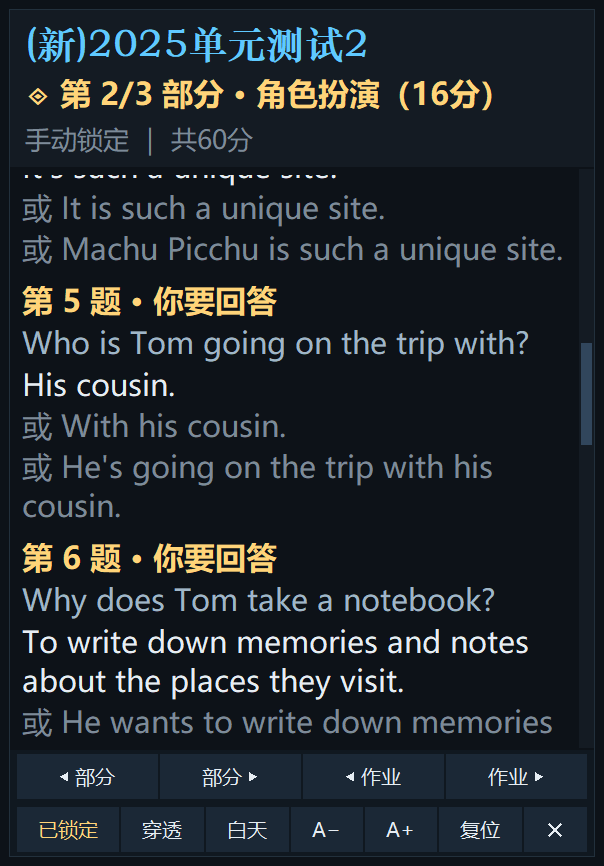 (新)2025单元测试2
第 2/3 部分 • 角色扮演（16分）
手动锁定 ｜ 共60分
It's such a unique site.
或 It is such a unique site.
或 Machu Picchu is such a unique site.
第 5 题 • 你要回答
Who is Tom going on the trip with?
His cousin.
或 With his cousin.
或 He's going on the trip with his
cousin.
第 6 题 • 你要回答
Why does Tom take a notebook?
To write down memories and notes
about the places they visit.
或 He wants to write down memories
部分 部分 作业 作业
已锁定 穿透 白天 A− A+ 复位 ×